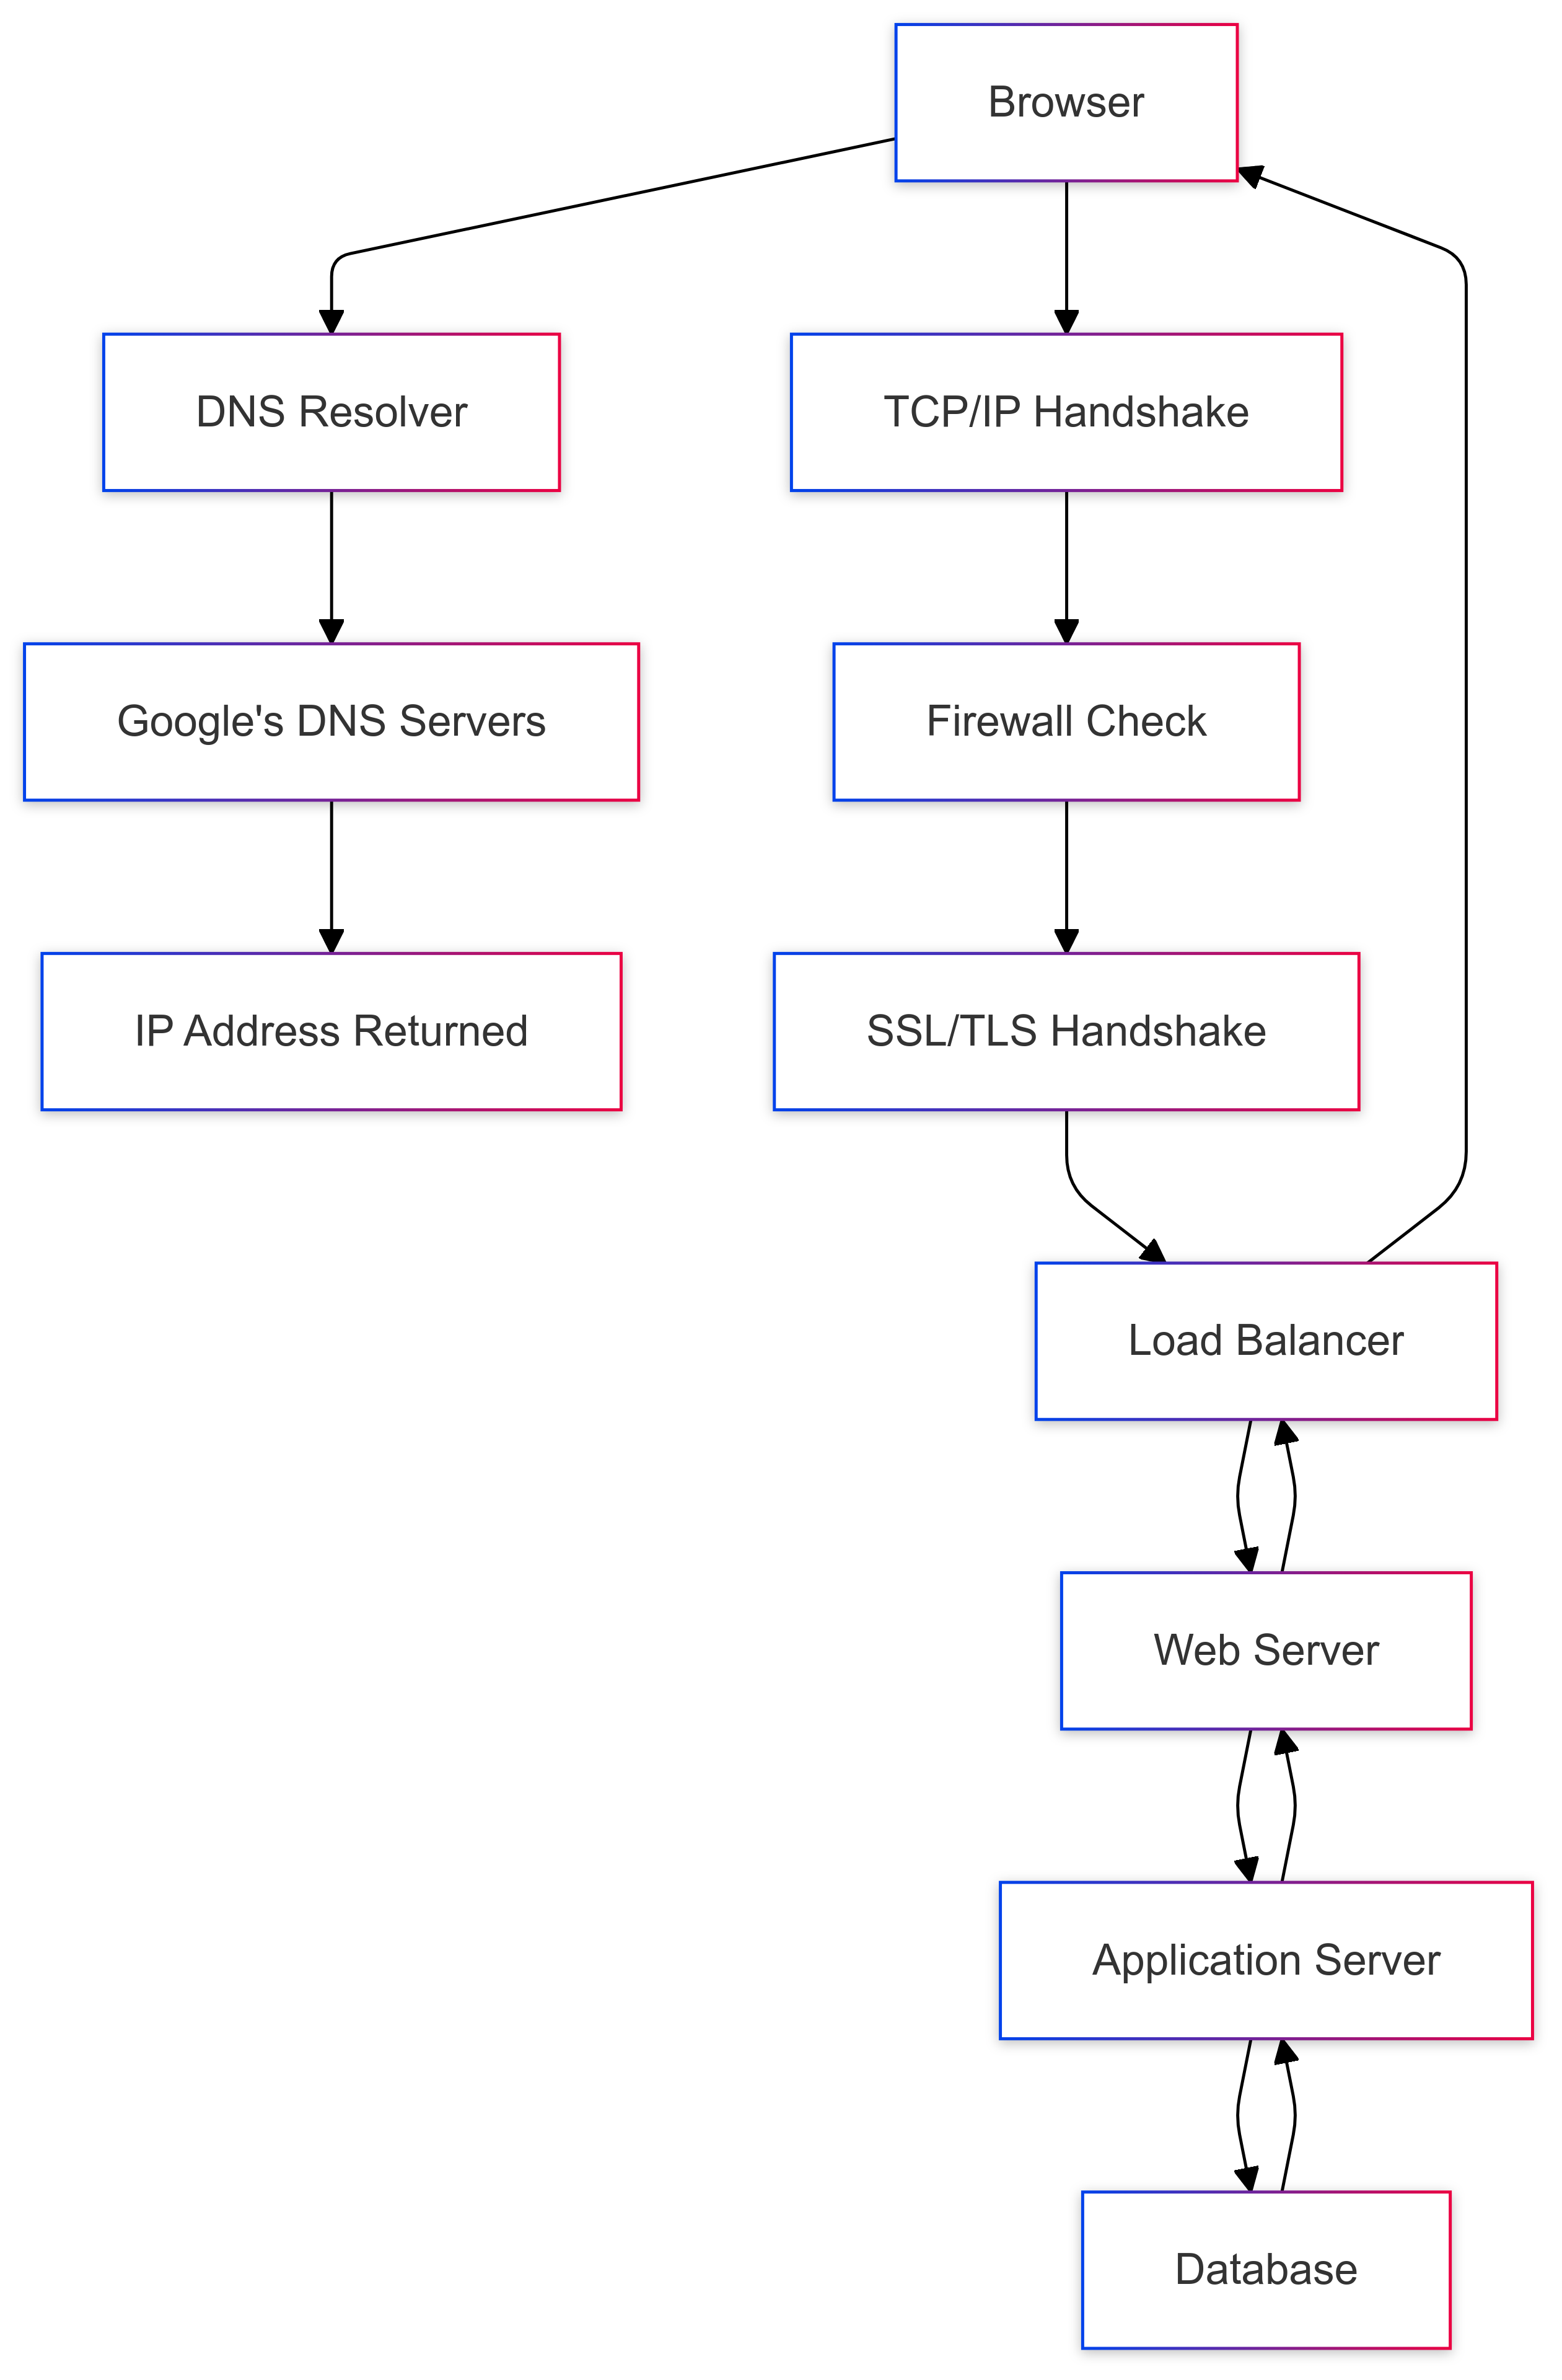 Browser
DNS Resolver
TCP/IP Handshake
Google's DNS Servers
Firewall Check
IP Address Returned
SSL/TLS Handshake
Load Balancer
Web Server
Application Server
Database